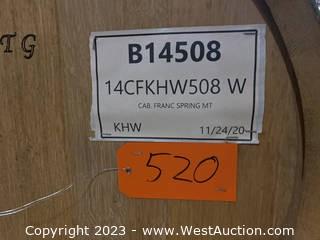 TG
B14508
14CFKHW508 W
CAB. FRANC SPRING MT
KHW 11/24/20
520
Copyright 2023 - www.WestAuction.com